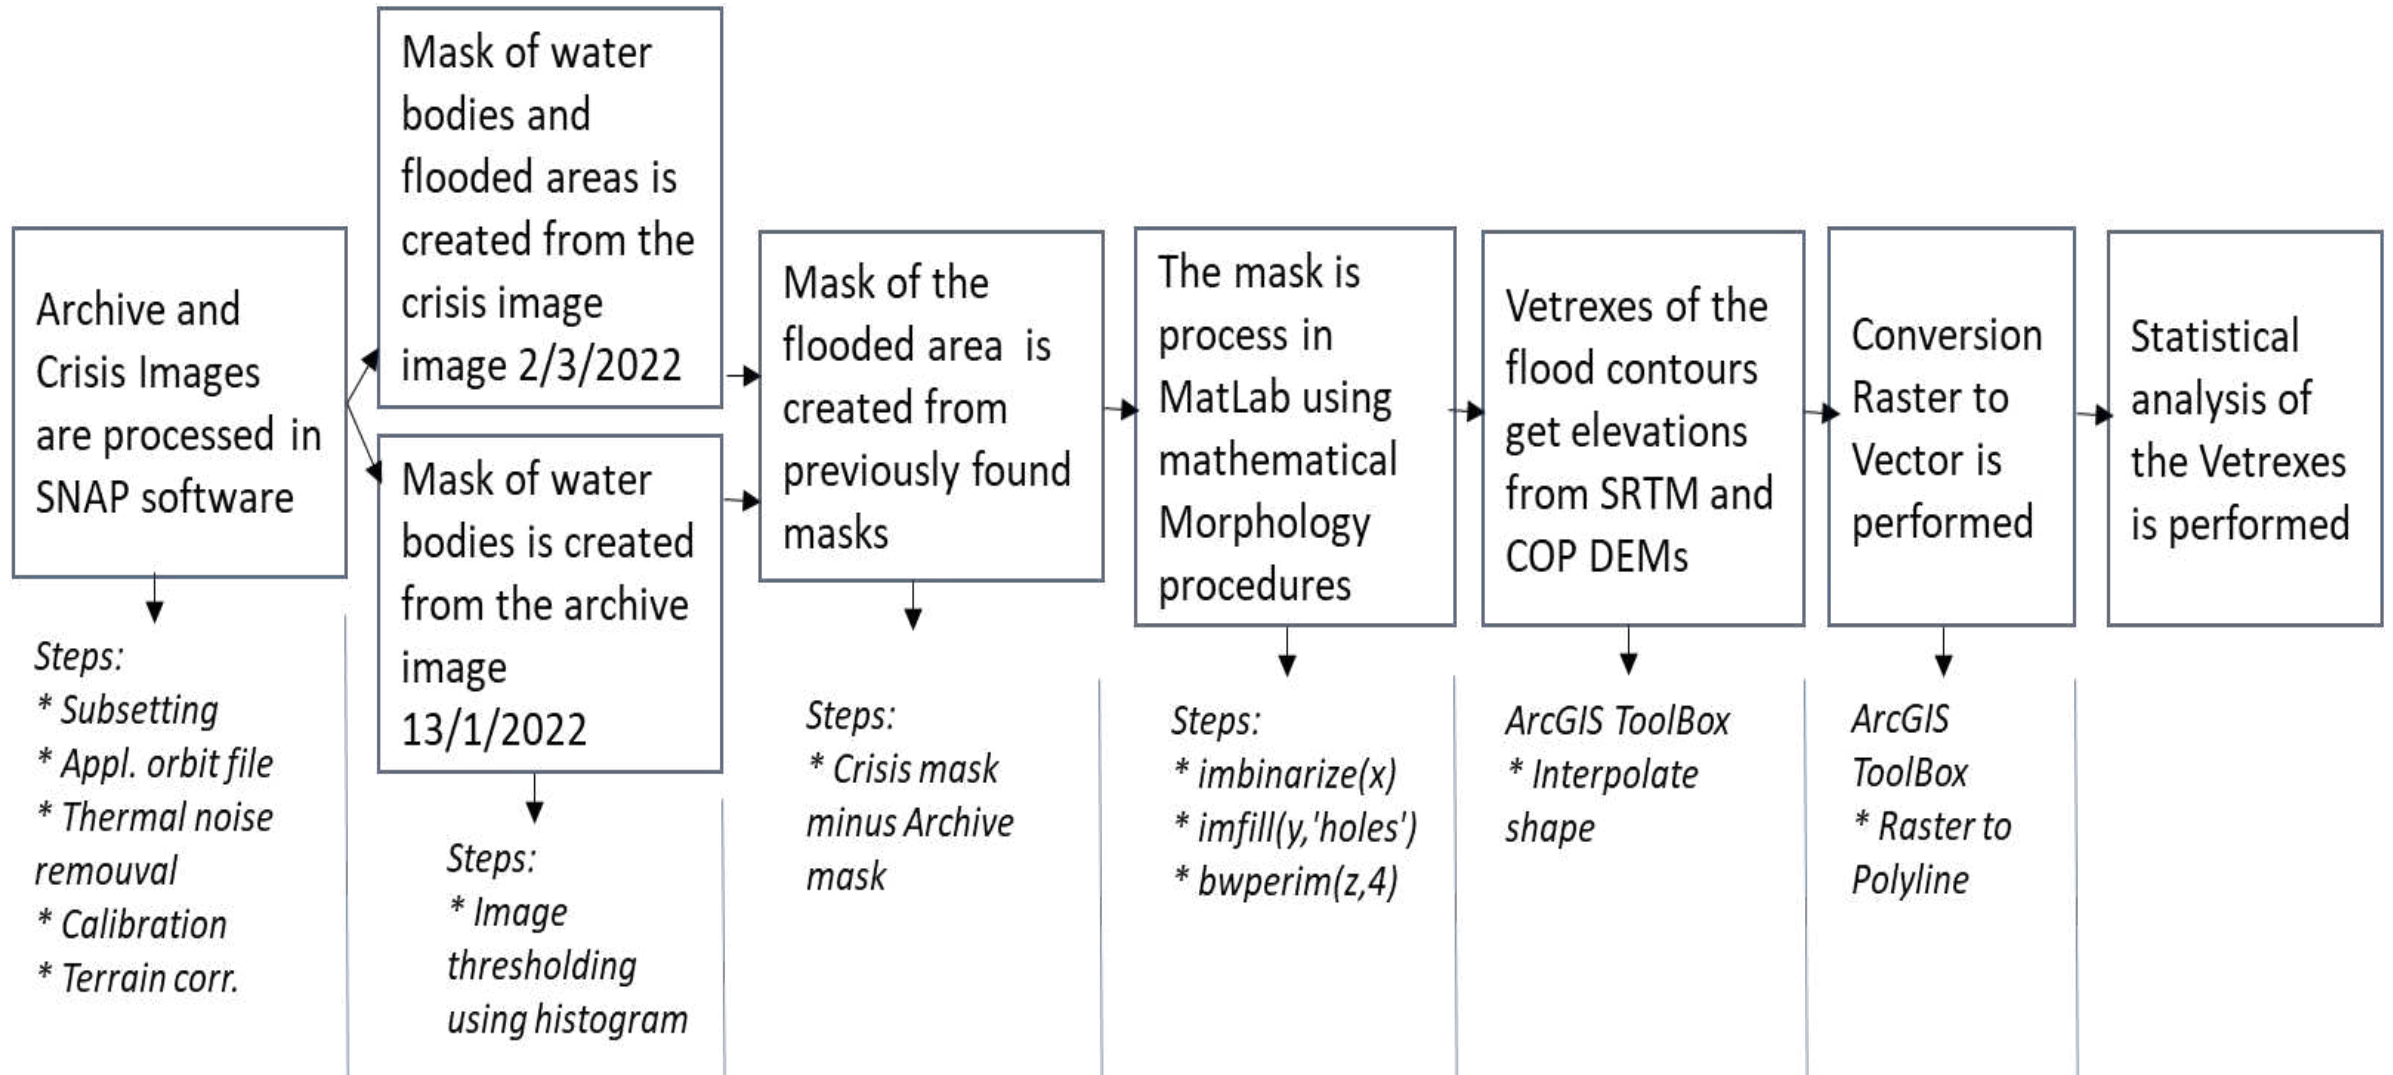 Archive and
Crisis Images
are processed in
SNAP software
Steps:
* Subsetting
* Appl. orbit file
* Thermal noise
remouval
* Calibration
* Terrain corr.
Mask of water
bodies and
flooded areas is
created from the
crisis image
image 2/3/2022
Mask of water
bodies is created
from the archive
image
13/1/2022
Steps:
* Image
thresholding
using histogram
Mask of the
flooded area is
created from
previously found
masks
Steps:
* Crisis mask
minus Archive
mask
The mask is
process in
MatLab using
mathematical
Morphology
procedures
Steps:
* imbinarize(x)
* imfill(y,'holes')
* bwperim(z,4)
Vetrexes of the
flood contours
get elevations
from SRTM and
COP DEMs
ArcGIS ToolBox
* Interpolate
shape
Conversion
Raster to
Vector is
performed
ArcGIS
ToolBox
* Raster to
Polyline
Statistical
analysis of
the Vetrexes
is performed